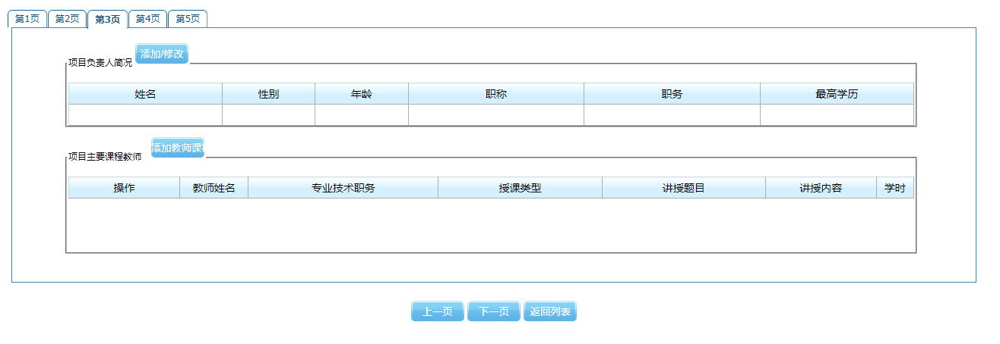 第1页 第2页 第3页 第4页 第5页
项目负责人简况 添加/修改
姓名 性别 年龄 职称 职务 最高学历
项目主要课程教师 添加教师课
操作 教师姓名 专业技术职务 授课类型 讲授题目 讲授内容 学时
上一页 下一页 返回列表